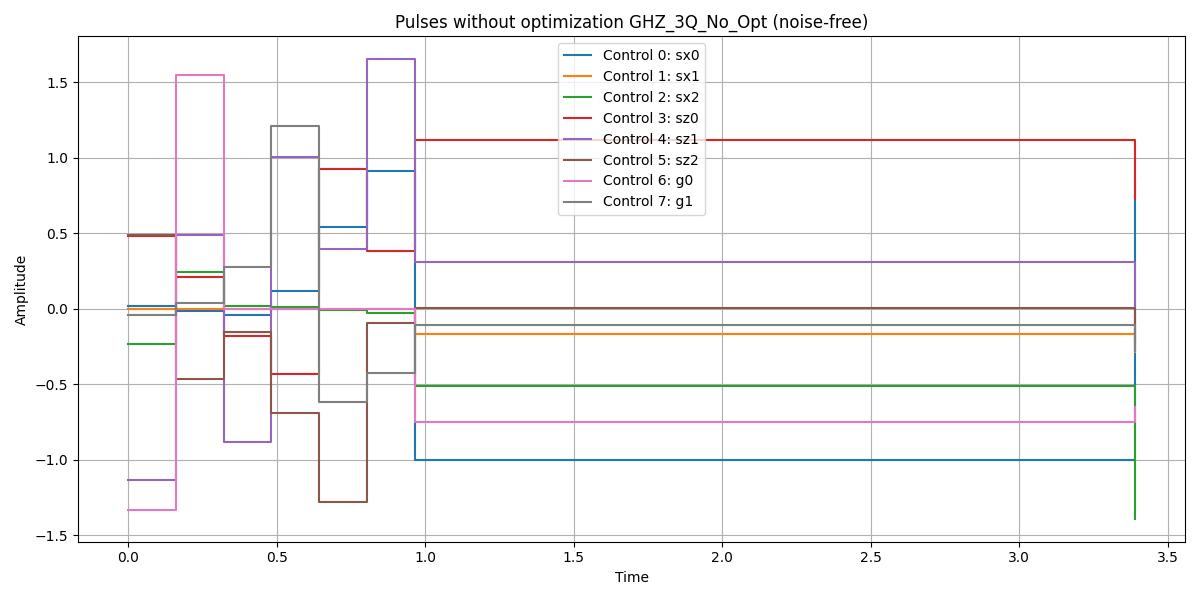 Pulses without optimization GHZ_3Q_No_Opt (noise-free)
Control 0: sx0
Control 1: sx1
Control 2: sx2
Control 3: sz0
Control 4: sz1
Control 5: sz2
Control 6: g0
Control 7: g1
Amplitude
1.5
1.0
0.5
0.0
−0.5
−1.0
−1.5
0.0 0.5 1.0 1.5 2.0 2.5 3.0 3.5
Time